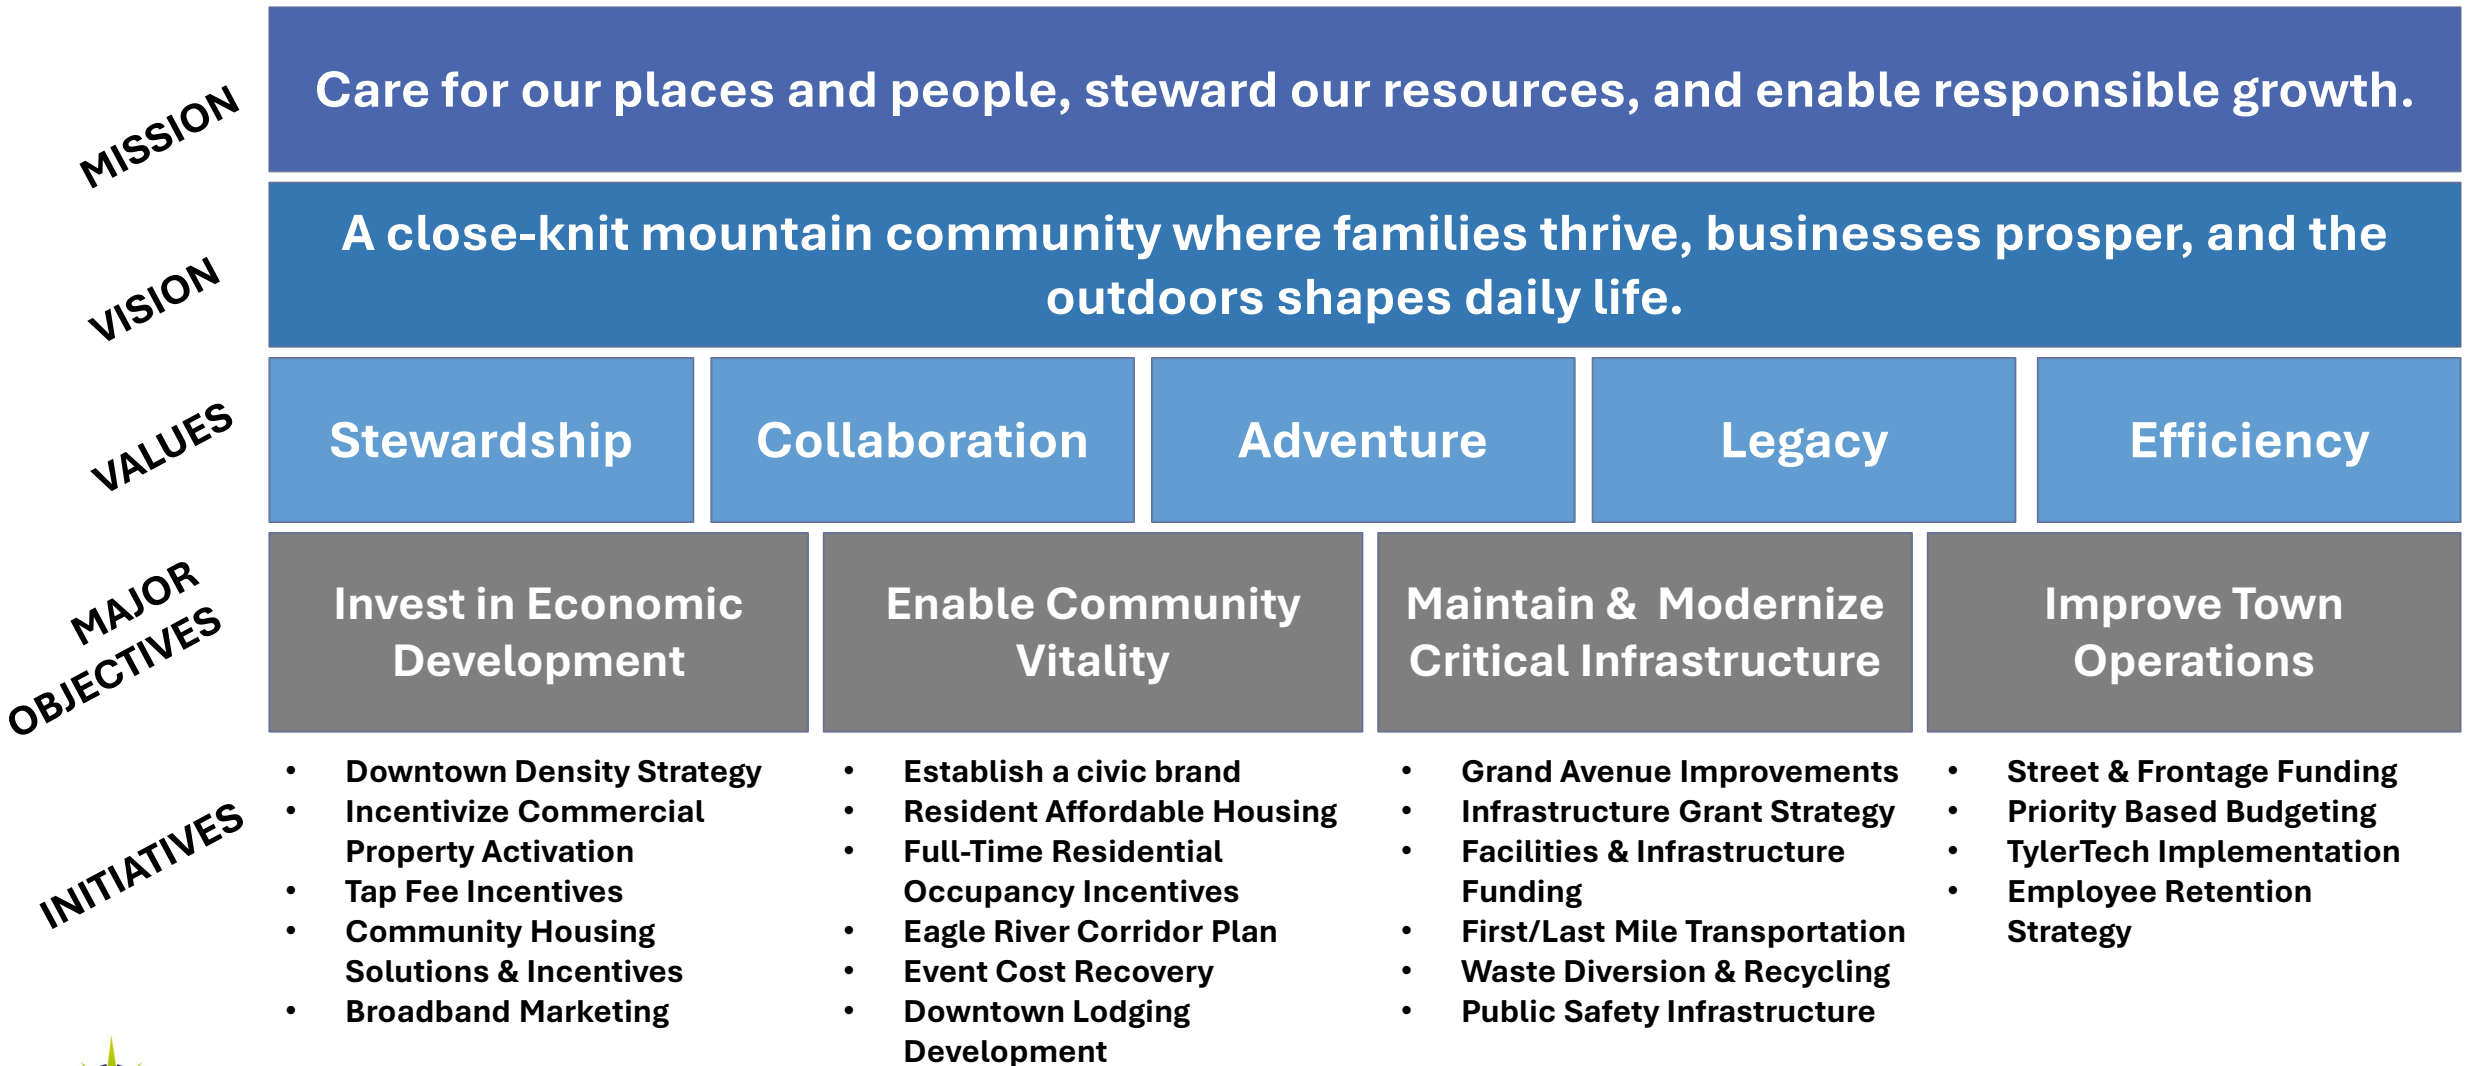 MISSION
Care for our places and people, steward our resources, and enable responsible growth.
VISION
A close-knit mountain community where families thrive, businesses prosper, and the
outdoors shapes daily life.
VALUES
Stewardship
Collaboration
Adventure
Legacy
Efficiency
MAJOR
OBJECTIVES
Invest in Economic
Development
Enable Community
Vitality
Maintain & Modernize
Critical Infrastructure
Improve Town
Operations
INITIATIVES
• Downtown Density Strategy
• Incentivize Commercial
Property Activation
• Tap Fee Incentives
• Community Housing
Solutions & Incentives
• Broadband Marketing
• Establish a civic brand
• Resident Affordable Housing
• Full-Time Residential
Occupancy Incentives
• Eagle River Corridor Plan
• Event Cost Recovery
• Downtown Lodging
Development
• Grand Avenue Improvements
• Infrastructure Grant Strategy
• Facilities & Infrastructure
Funding
• First/Last Mile Transportation
• Waste Diversion & Recycling
• Public Safety Infrastructure
• Street & Frontage Funding
• Priority Based Budgeting
• TylerTech Implementation
• Employee Retention
Strategy